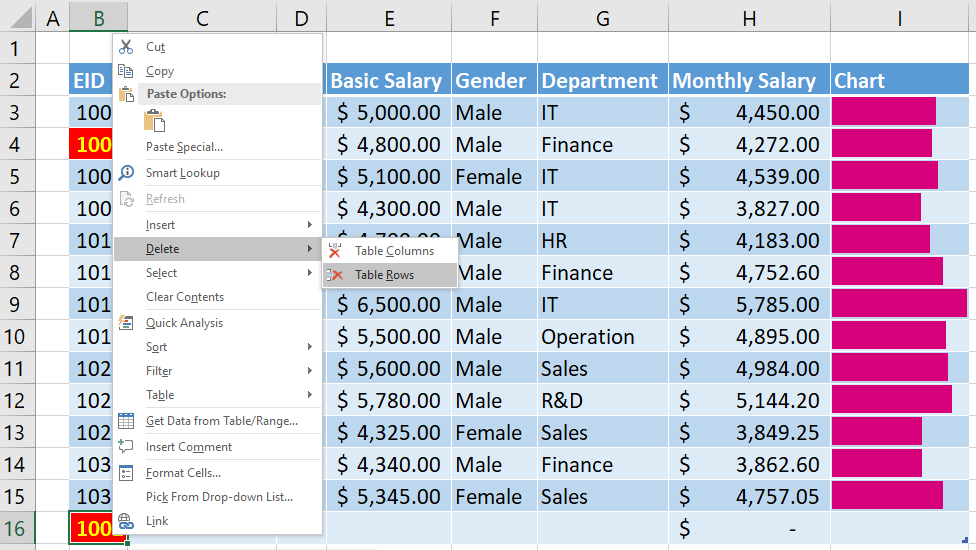 A B C D E F G H I
1
2 EID Basic Salary Gender Department Monthly Salary Chart
3 100 $ 5,000.00 Male IT $ 4,450.00
4 100 $ 4,800.00 Male Finance $ 4,272.00
5 100 $ 5,100.00 Female IT $ 4,539.00
6 100 $ 4,300.00 Male IT $ 3,827.00
7 101 Male HR $ 4,183.00
8 101 Male Finance $ 4,752.60
9 101 $ 6,500.00 Male IT $ 5,785.00
10 101 $ 5,500.00 Male Operation $ 4,895.00
11 102 $ 5,600.00 Male Sales $ 4,984.00
12 102 $ 5,780.00 Male R&D $ 5,144.20
13 102 $ 4,325.00 Female Sales $ 3,849.25
14 103 $ 4,340.00 Male Finance $ 3,862.60
15 103 $ 5,345.00 Female Sales $ 4,757.05
16 100 $ -
Cut
Copy
Paste Options:
Paste Special...
Smart Lookup
Refresh
Insert
Delete
Select
Clear Contents
Quick Analysis
Sort
Filter
Table
Get Data from Table/Range...
Insert Comment
Format Cells...
Pick From Drop-down List...
Link
Table Columns
Table Rows